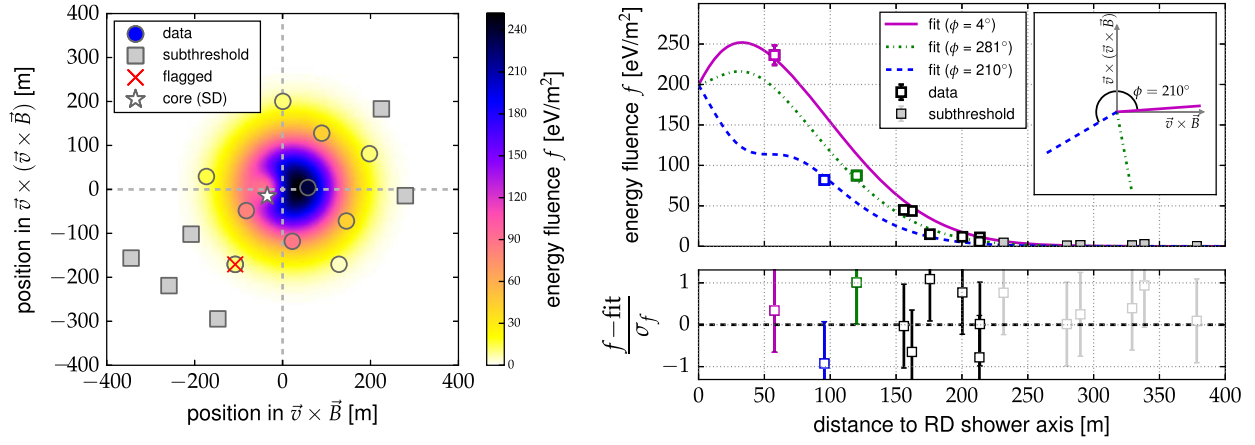 400
300
200
100
0
−100
−200
−300
−400
position in v⃗ × (v⃗ × B⃗) [m]
data
subthreshold
flagged
core (SD)
−400
−200
0
200
400
position in v⃗ × B⃗ [m]
240
210
180
150
120
90
60
30
0
energy fluence f [eV/m²]
250
200
150
100
50
0
energy fluence f [eV/m²]
fit (ϕ = 4°)
fit (ϕ = 281°)
fit (ϕ = 210°)
data
subthreshold
v⃗ × (v⃗ × B⃗)
ϕ = 210°
v⃗ × B⃗
1
0
−1
f−fit
σ_f
0
50
100
150
200
250
300
350
400
distance to RD shower axis [m]